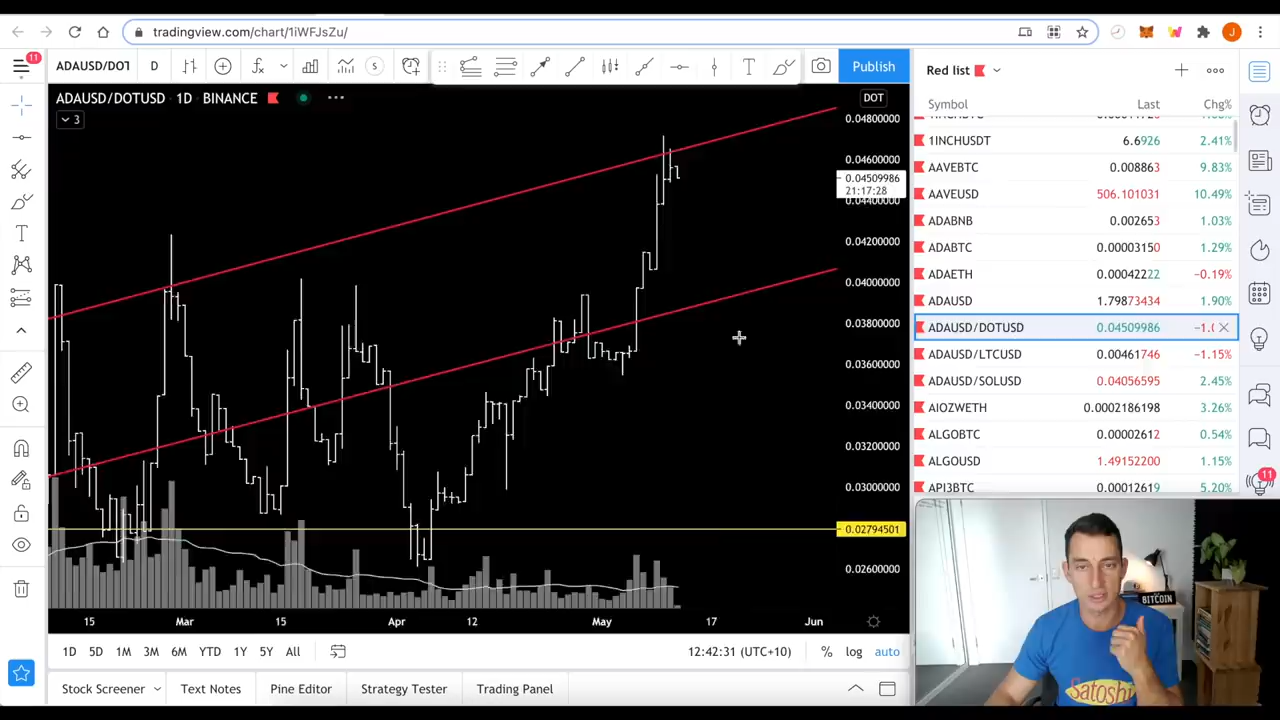 tradingview.com/chart/1iWFJsZu/
11
ADAUSD/DOT
D
S
T
Publish
Red list
ADAUSD/DOTUSD · 1D · BINANCE
3
DOT
0.04800000
0.04600000
0.04509986
21:17:28
0.04400000
0.04200000
0.04000000
0.03800000
0.03600000
0.03400000
0.03200000
0.03000000
0.02794501
0.02600000
15 Mar 15 Apr 12 May 17 Jun
1D 5D 1M 3M 6M YTD 1Y 5Y All
12:42:31 (UTC+10)
% log auto
Stock Screener Text Notes Pine Editor Strategy Tester Trading Panel
Symbol Last Chg%
1INCHUSDT 6.6926 2.41%
AAVEBTC 0.008863 9.83%
AAVEUSD 506.101031 10.49%
ADABNB 0.002653 1.03%
ADABTC 0.00003150 1.29%
ADAETH 0.00042222 −0.19%
ADAUSD 1.79873434 1.90%
ADAUSD/DOTUSD 0.04509986
ADAUSD/LTCUSD 0.00461746 −1.15%
ADAUSD/SOLUSD 0.04056595 2.45%
AIOZWETH 0.0002186198 3.26%
ALGOBTC 0.00002612 0.54%
ALGOUSD 1.49152200 1.15%
API3BTC 0.00012619 5.20%
11
J
BITCOIN
Satoshi